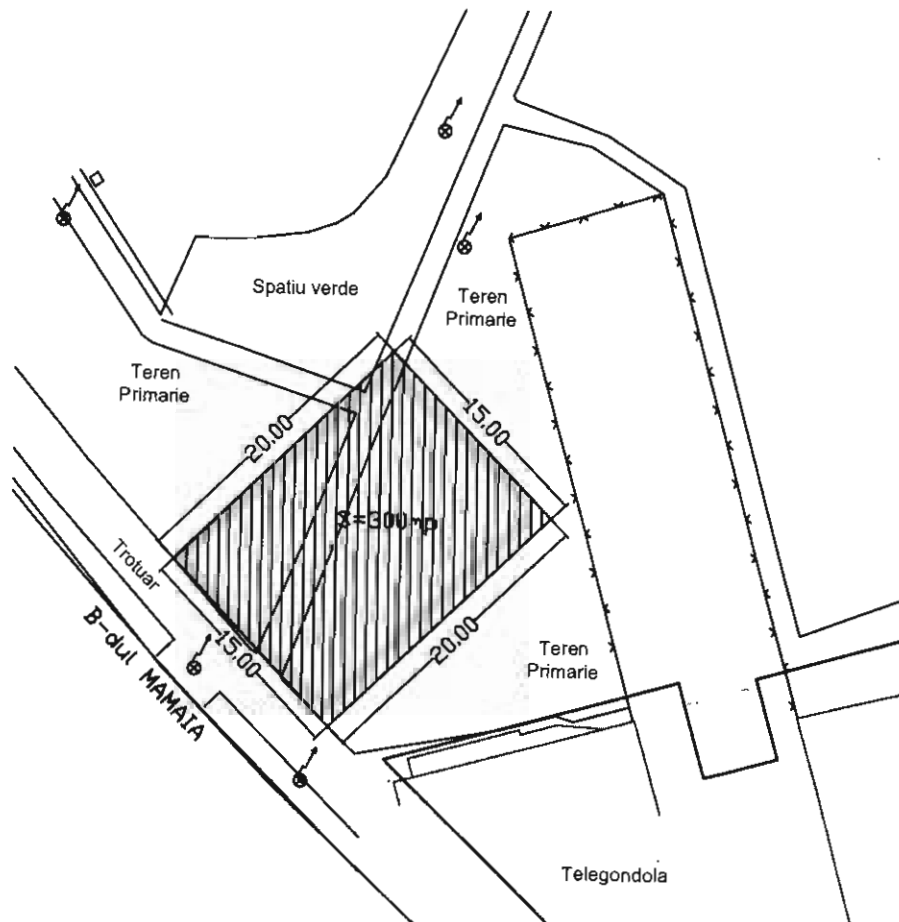 Spatiu verde
Teren
Primarie
Teren
Primarie
20.00
15.00
S=300mp
Trotuar
B-dul MAMAIA
15.00
20.00
Teren
Primarie
Telegondola